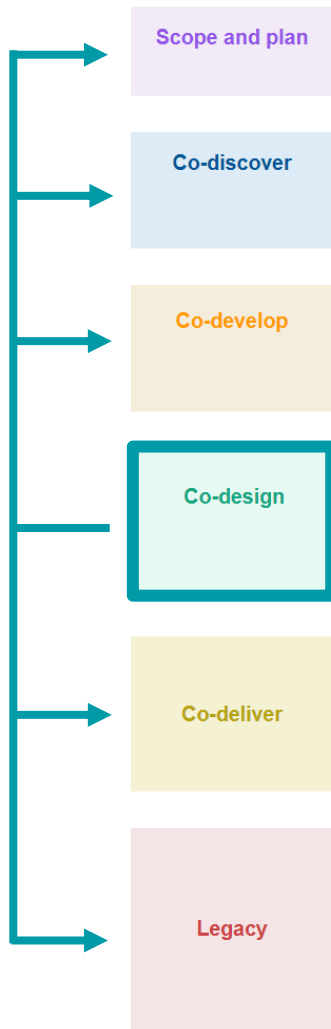 Scope and plan
Co-discover
Co-develop
Co-design
Co-deliver
Legacy